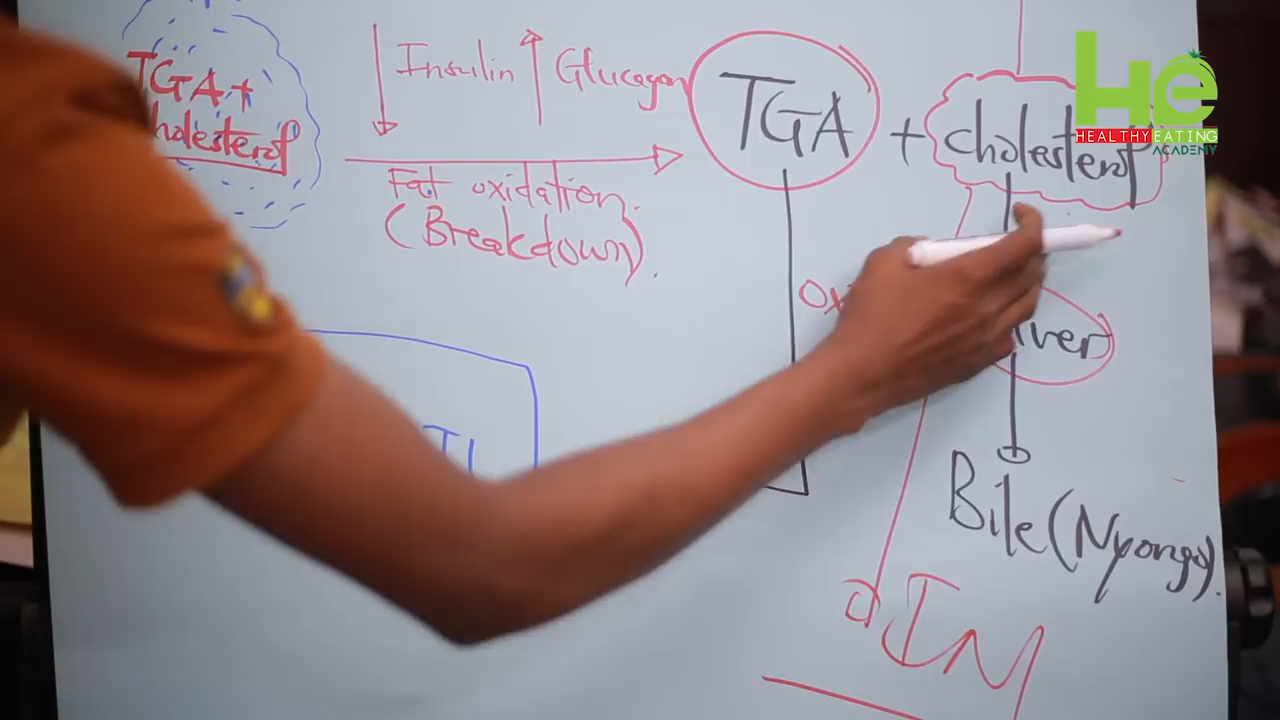 TGA+
cholesterol
Insulin
Glucagon
Fat oxidation
(Breakdown).
TGA + cholesterol
Bile (Nyongo).
HE
HEALTHY EATING
ACADEMY